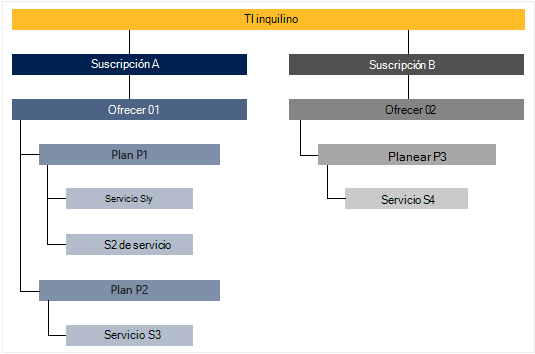 TI inquilino
Suscripción A
Suscripción B
Ofrecer 01
Ofrecer 02
Plan P1
Planear P3
Servicio Sly
Servicio S4
S2 de servicio
Plan P2
Servicio S3